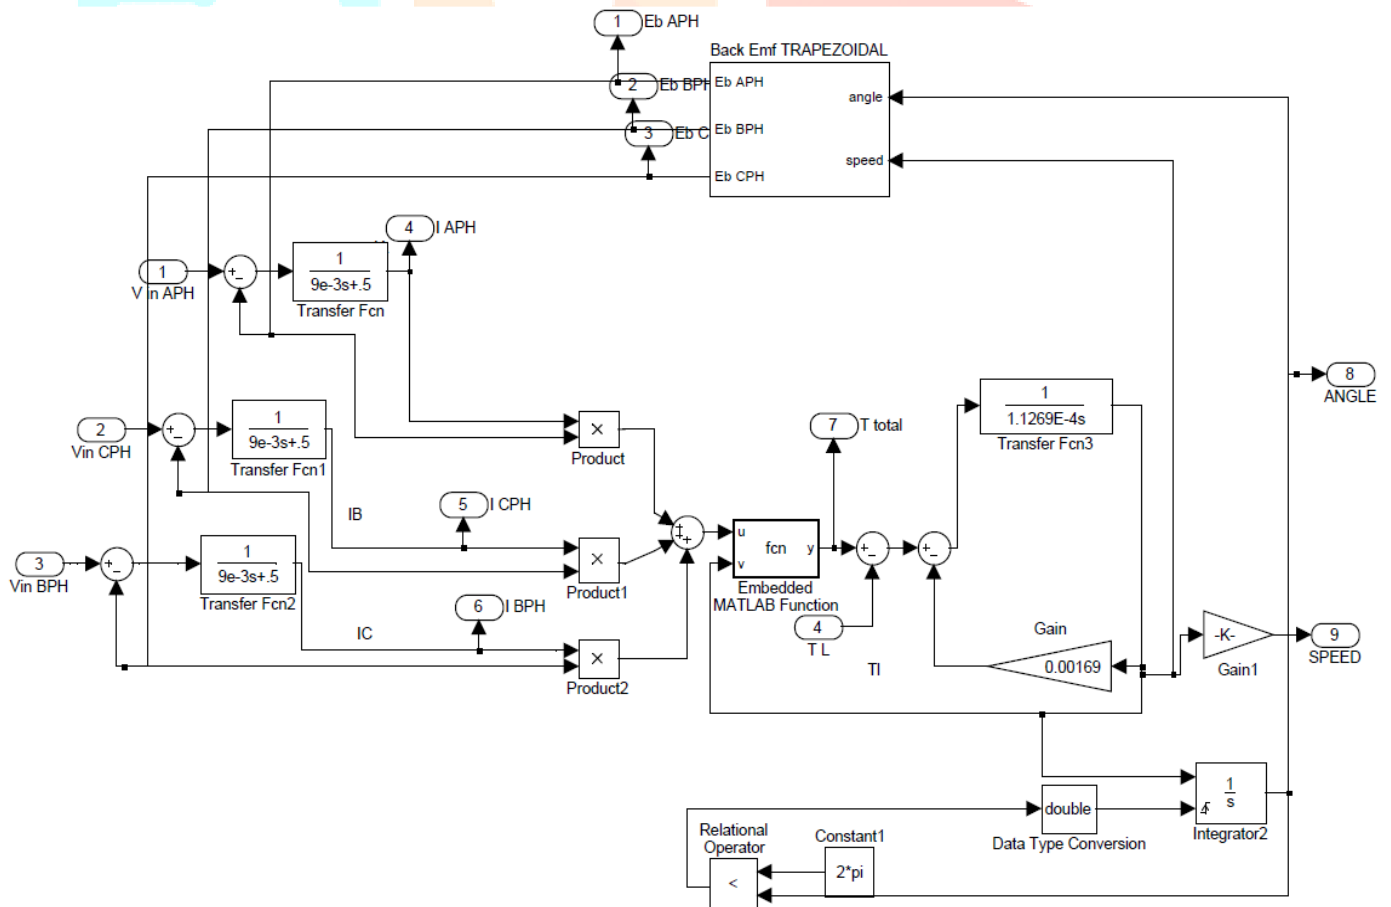 1
Eb APH
Back Emf TRAPEZOIDAL
2
Eb BPH
Eb APH
angle
3
Eb C
Eb BPH
speed
Eb CPH
4
I APH
1
V in APH
+
-
1
9e-3s+.5
Transfer Fcn
8
ANGLE
1
1.1269E-4s
Transfer Fcn3
2
Vin CPH
+
-
1
9e-3s+.5
Transfer Fcn1
×
Product
7
T total
IB
5
I CPH
3
Vin BPH
+
-
1
9e-3s+.5
Transfer Fcn2
×
Product1
+
+
+
u
v
fcn
y
Embedded
MATLAB Function
+
-
+
-
4
T L
6
I BPH
IC
×
Product2
TI
Gain
0.00169
-K-
Gain1
9
SPEED
1
s
Integrator2
double
Data Type Conversion
Relational
Operator
<
Constant1
2*pi